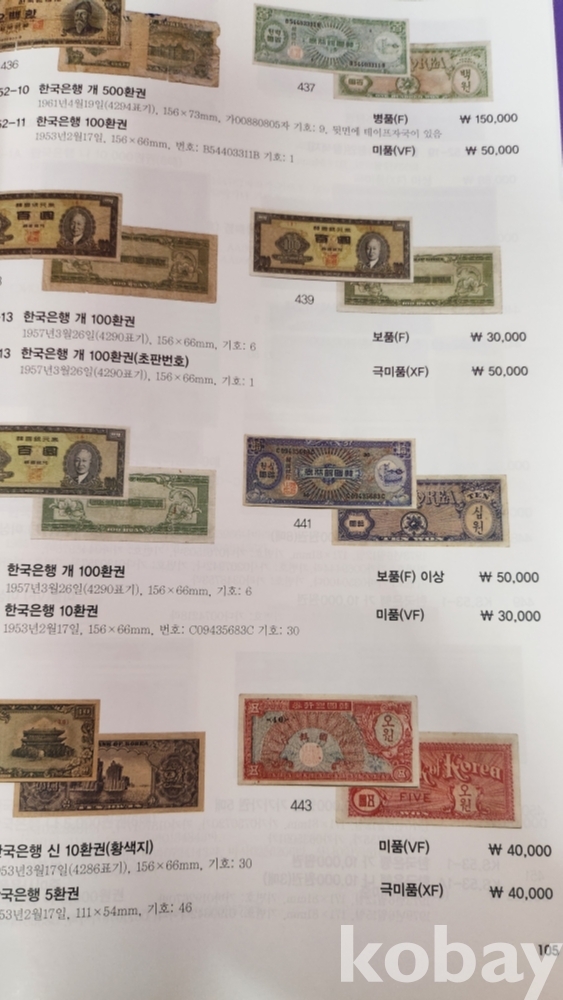 436
437
52-10 한국은행 개 500환권
1961년4월19일(4294표기), 156×73mm, 가00880805자 기호: 9, 뒷면에 테이프자국이 있음
병품(F) ₩ 150,000
52-11 한국은행 100환권
1953년2월17일, 156×66mm, 번호: B54403311B 기호: 1
미품(VF) ₩ 50,000
439
-13 한국은행 개 100환권
1957년3월26일(4290표기), 156×66mm, 기호: 6
보품(F) ₩ 30,000
13 한국은행 개 100환권(초판번호)
1957년3월26일(4290표기), 156×66mm, 기호: 1
극미품(XF) ₩ 50,000
441
한국은행 개 100환권
1957년3월26일(4290표기), 156×66mm, 기호: 6
보품(F) 이상 ₩ 50,000
한국은행 10환권
1953년2월17일, 156×66mm, 번호: C09435683C 기호: 30
미품(VF) ₩ 30,000
443
한국은행 신 10환권(황색지)
953년3월17일(4286표기), 156×66mm, 기호: 30
미품(VF) ₩ 40,000
한국은행 5환권
953년2월17일, 111×54mm, 기호: 46
극미품(XF) ₩ 40,000
105
kobay